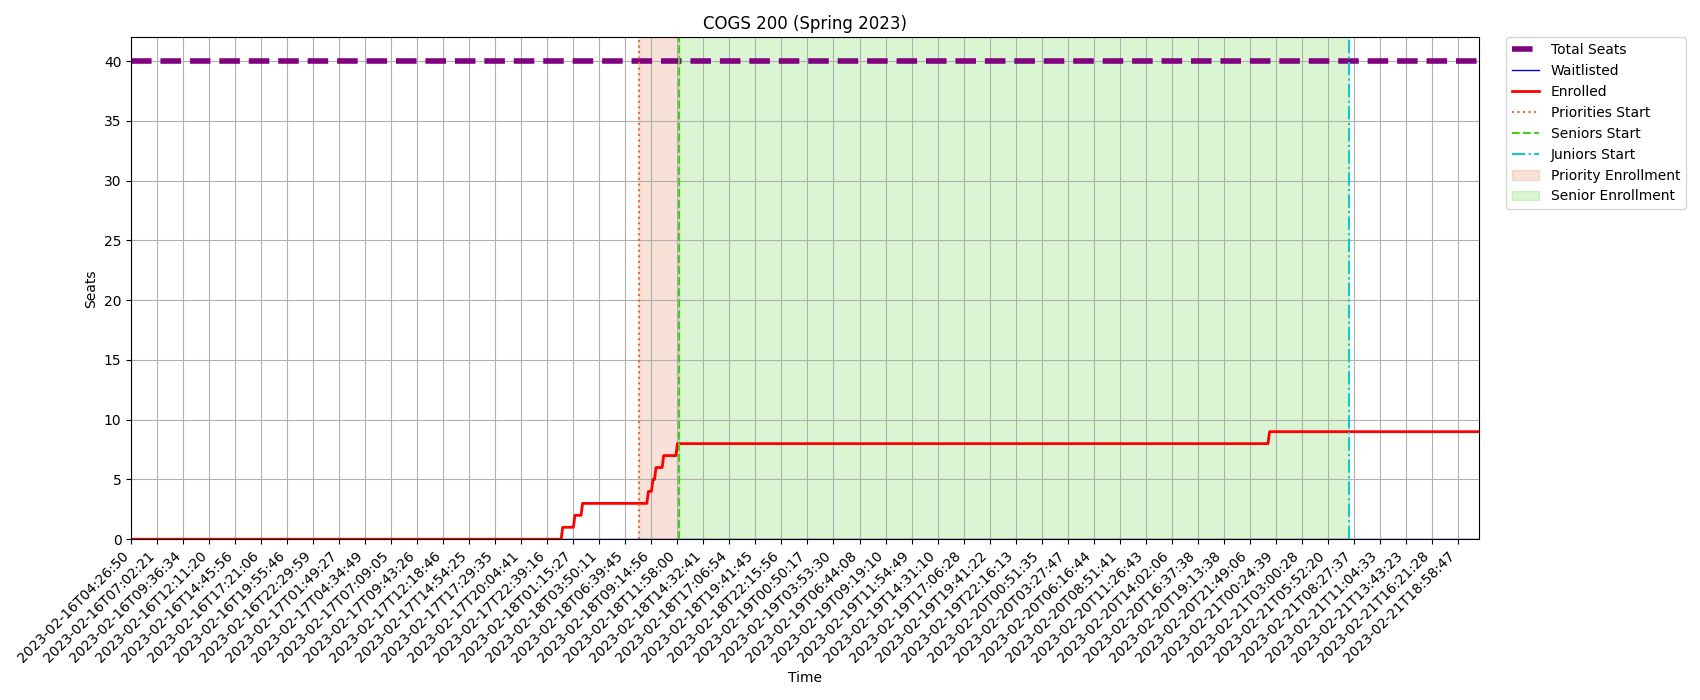 COGS 200 (Spring 2023)
Total Seats
Waitlisted
Enrolled
Priorities Start
Seniors Start
Juniors Start
Priority Enrollment
Senior Enrollment
Seats
40
35
30
25
20
15
10
5
0
2023-02-16T04:26:50
2023-02-16T07:02:21
2023-02-16T09:36:34
2023-02-16T12:11:20
2023-02-16T14:45:56
2023-02-16T17:21:06
2023-02-16T19:55:46
2023-02-16T22:29:59
2023-02-17T01:49:27
2023-02-17T04:34:49
2023-02-17T07:09:05
2023-02-17T09:43:26
2023-02-17T12:18:46
2023-02-17T14:54:25
2023-02-17T17:29:35
2023-02-17T20:04:41
2023-02-17T22:39:16
2023-02-18T01:15:27
2023-02-18T03:50:11
2023-02-18T06:39:45
2023-02-18T09:14:56
2023-02-18T11:58:00
2023-02-18T14:32:41
2023-02-18T17:06:54
2023-02-18T19:41:45
2023-02-18T22:15:56
2023-02-19T00:50:17
2023-02-19T03:53:30
2023-02-19T06:44:08
2023-02-19T09:19:10
2023-02-19T11:54:49
2023-02-19T14:31:10
2023-02-19T17:06:28
2023-02-19T19:41:22
2023-02-19T22:16:13
2023-02-20T00:51:35
2023-02-20T03:27:47
2023-02-20T06:16:44
2023-02-20T08:51:41
2023-02-20T11:26:43
2023-02-20T14:02:06
2023-02-20T16:37:38
2023-02-20T19:13:38
2023-02-20T21:49:06
2023-02-21T00:24:39
2023-02-21T03:00:28
2023-02-21T05:52:20
2023-02-21T08:27:37
2023-02-21T11:04:33
2023-02-21T13:43:23
2023-02-21T16:21:28
2023-02-21T18:58:47
Time